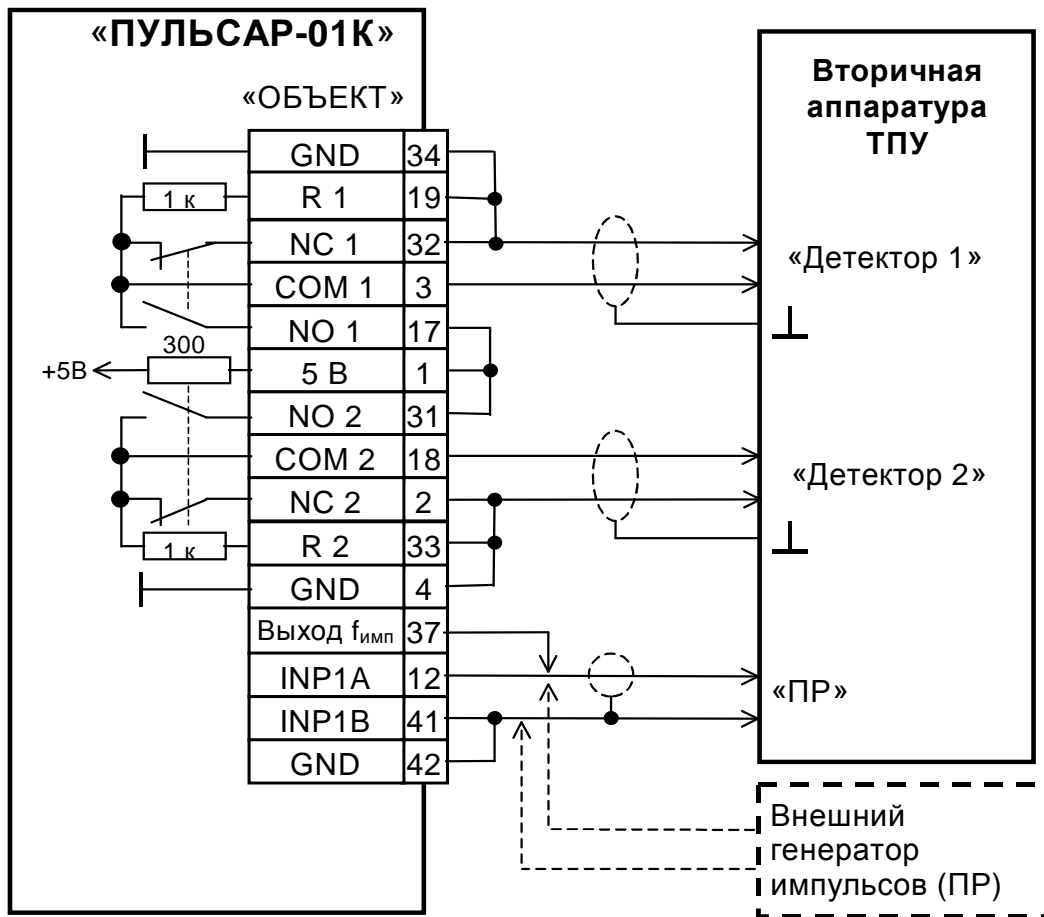 «ПУЛЬСАР-01К»
«ОБЪЕКТ»
Вторичная
аппаратура
ТПУ
GND 34
1 к R 1 19
NC 1 32
COM 1 3
«Детектор 1»
NO 1 17
300
+5В 5 В 1
NO 2 31
COM 2 18
«Детектор 2»
NC 2 2
1 к R 2 33
GND 4
Выход fимп 37
INP1A 12
«ПР»
INP1B 41
GND 42
Внешний
генератор
импульсов (ПР)